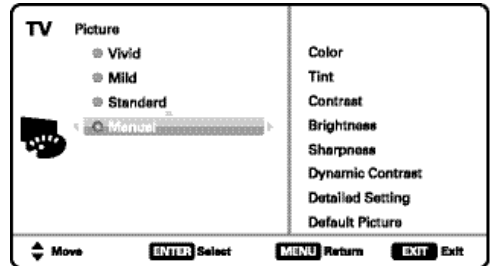 TV Picture
Vivid
Mild
Standard
Manual
Color
Tint
Contrast
Brightness
Sharpness
Dynamic Contrast
Detailed Setting
Default Picture
Move ENTER Select MENU Return EXIT Exit